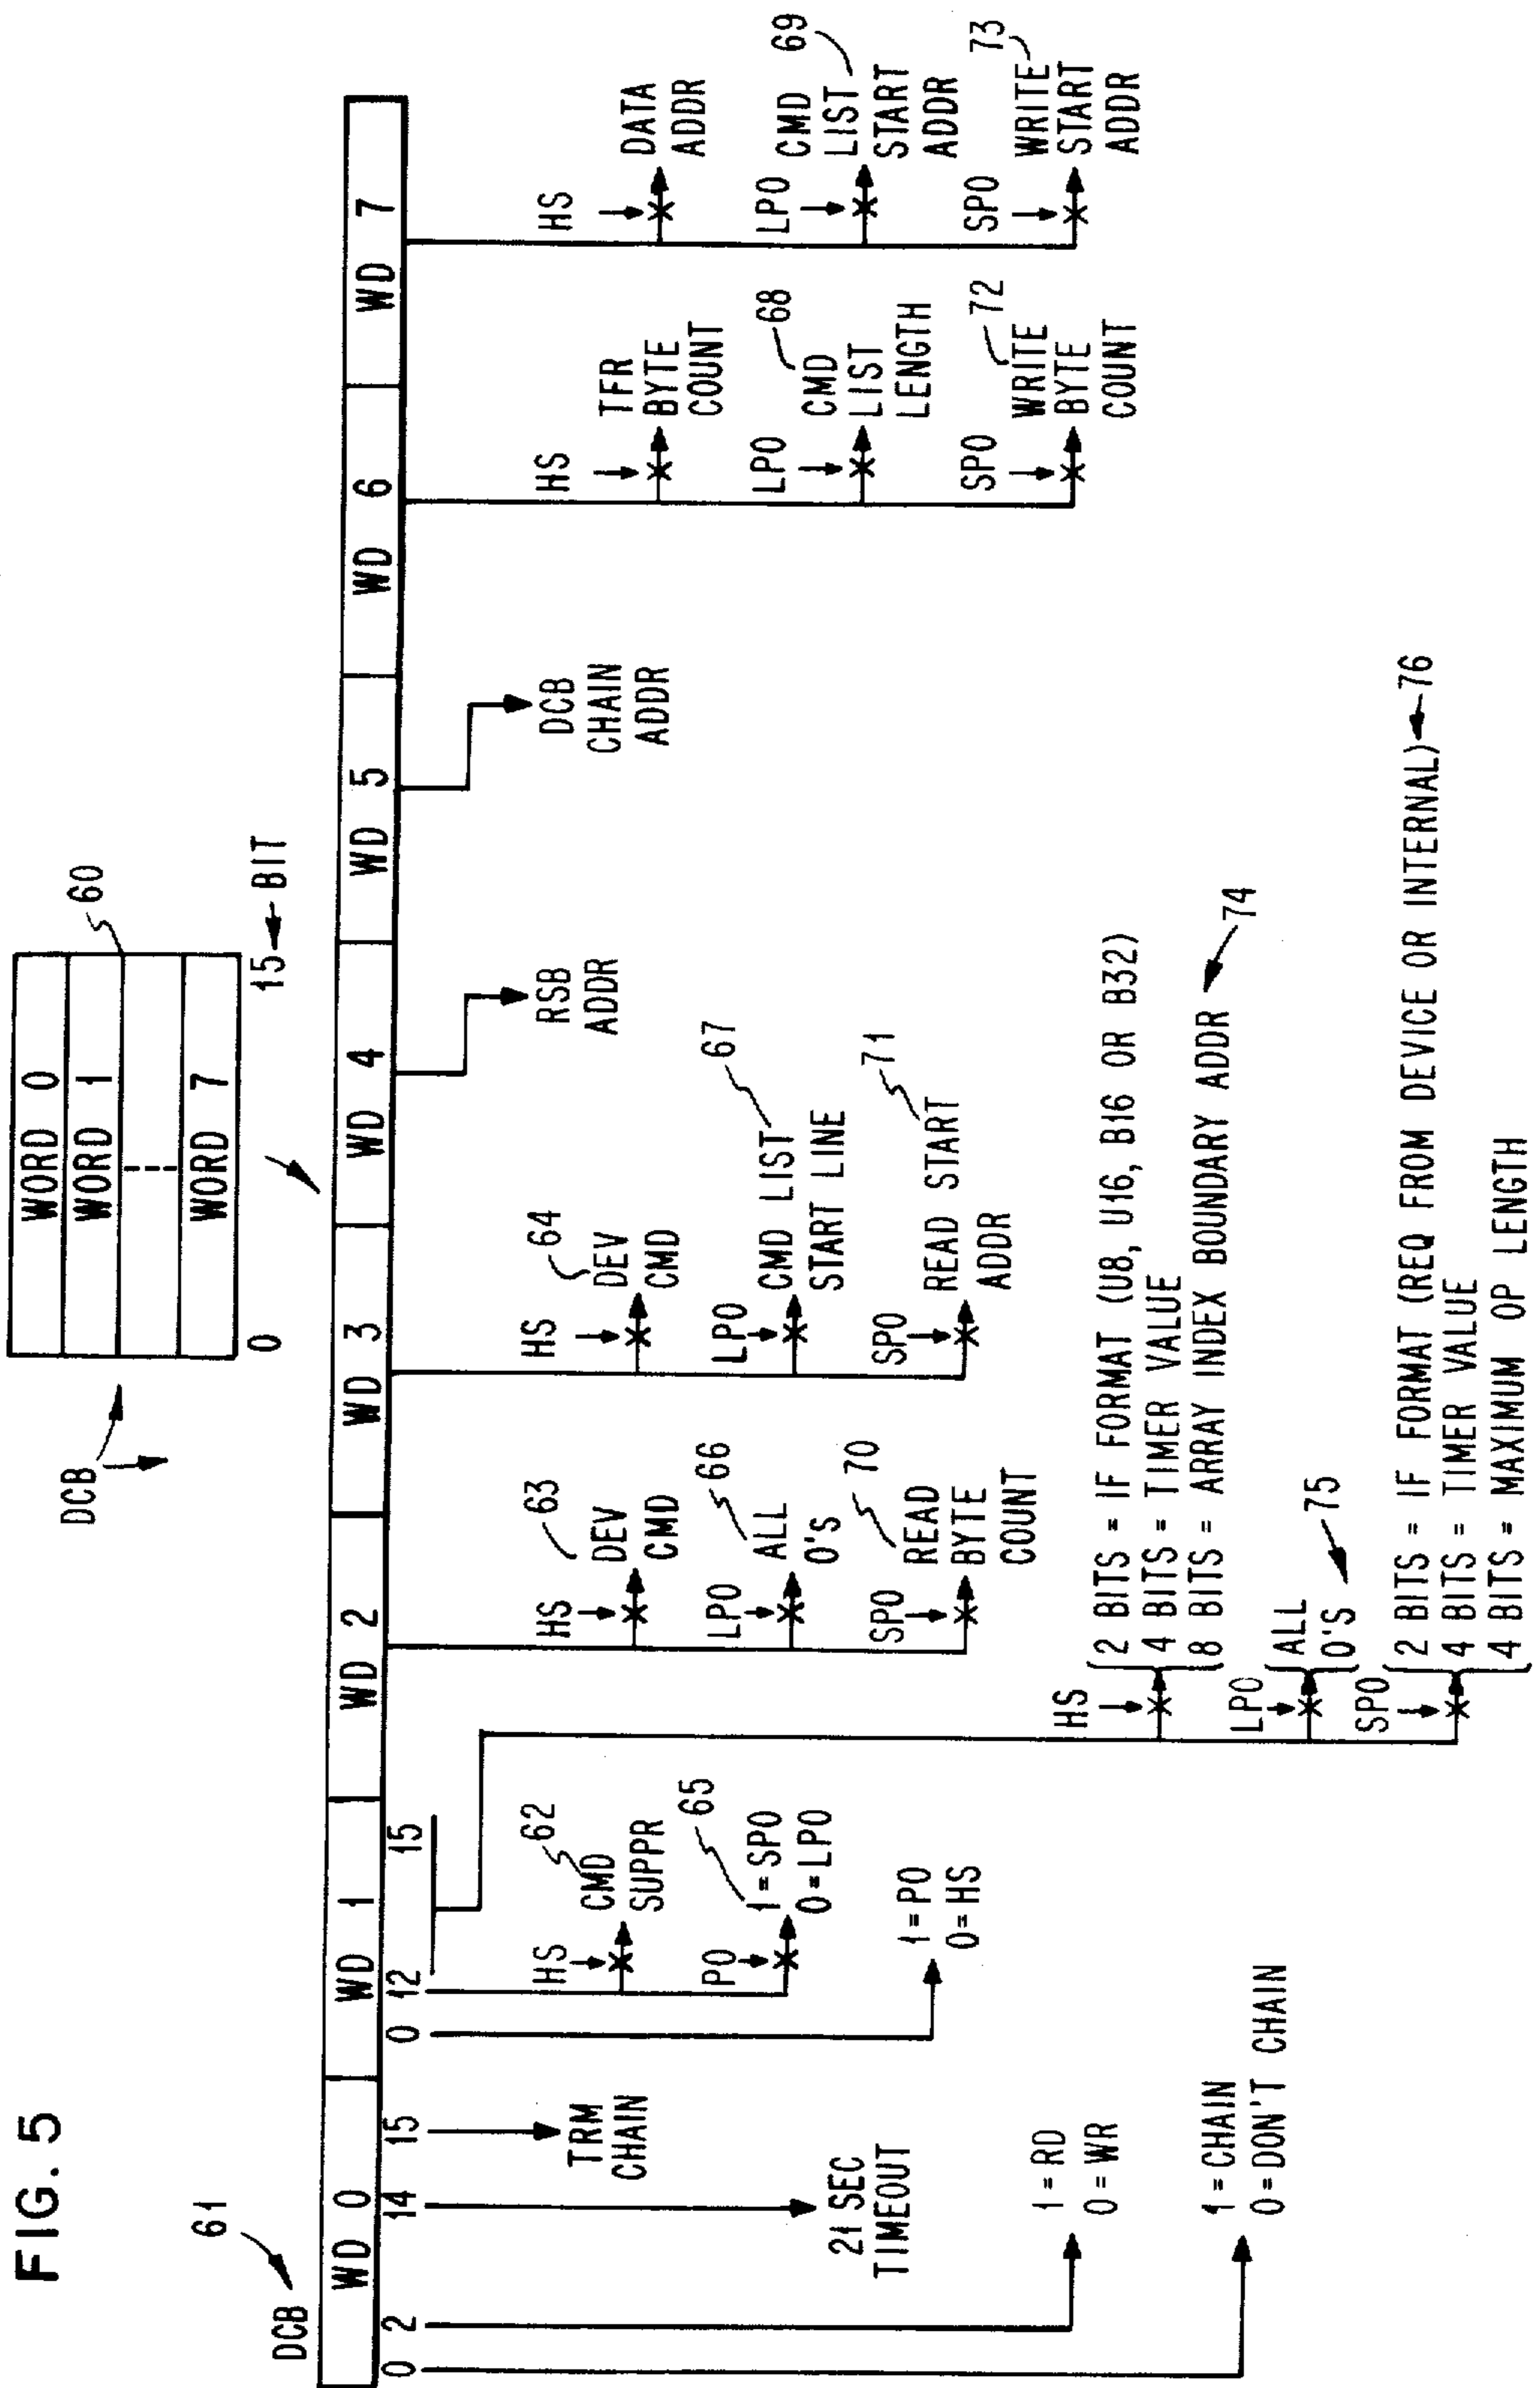 FIG. 5
DCB
WORD 0
WORD 1
WORD 7
60
0
15
BIT
DCB
61
WD 0
WD 1
WD 2
WD 3
WD 4
WD 5
WD 6
WD 7
0
2
14
15
0
12
15
TRM
CHAIN
21 SEC
TIMEOUT
1 = RD
0 = WR
1 = CHAIN
0 = DON'T CHAIN
HS
62
CMD
SUPPR
PO
65
1 = SPO
0 = LPO
1 = PO
0 = HS
HS
63
DEV
CMD
LPO
66
ALL
0'S
SPO
70
READ
BYTE
COUNT
HS
64
DEV
CMD
LPO
67
CMD LIST
START LINE
SPO
71
READ START
ADDR
RSB
ADDR
DCB
CHAIN
ADDR
HS
TFR
BYTE
COUNT
LPO
68
CMD
LIST
LENGTH
SPO
72
WRITE
BYTE
COUNT
HS
DATA
ADDR
LPO
69
CMD
LIST
START
ADDR
SPO
73
WRITE
START
ADDR
HS
2 BITS = IF FORMAT (U8, U16, B16 OR B32)
4 BITS = TIMER VALUE
8 BITS = ARRAY INDEX BOUNDARY ADDR
74
LPO
ALL
0'S
75
SPO
2 BITS = IF FORMAT (REQ FROM DEVICE OR INTERNAL)
76
4 BITS = TIMER VALUE
4 BITS = MAXIMUM OP LENGTH